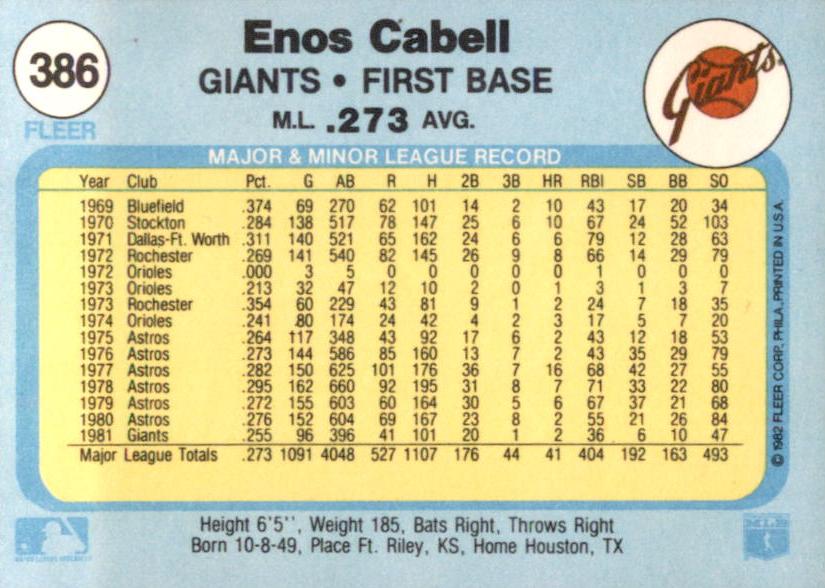 386
FLEER
Enos Cabell
GIANTS • FIRST BASE
M.L. .273 AVG.
Giants
MAJOR & MINOR LEAGUE RECORD
Year Club Pct. G AB R H 2B 3B HR RBI SB BB SO
1969 Bluefield .374 69 270 62 101 14 2 10 43 17 20 34
1970 Stockton .284 138 517 78 147 25 6 10 67 24 52 103
1971 Dallas-Ft. Worth .311 140 521 65 162 24 6 6 79 12 28 63
1972 Rochester .269 141 540 82 145 26 9 8 66 14 29 79
1972 Orioles .000 3 5 0 0 0 0 0 1 0 0 0
1973 Orioles .213 32 47 12 10 2 0 1 3 1 3 7
1973 Rochester .354 60 229 43 81 9 1 2 24 7 18 35
1974 Orioles .241 80 174 24 42 4 2 3 17 5 7 20
1975 Astros .264 117 348 43 92 17 6 2 43 12 18 53
1976 Astros .273 144 586 85 160 13 7 2 43 35 29 79
1977 Astros .282 150 625 101 176 36 7 16 68 42 27 55
1978 Astros .295 162 660 92 195 31 8 7 71 33 22 80
1979 Astros .272 155 603 60 164 30 5 6 67 37 21 68
1980 Astros .276 152 604 69 167 23 8 2 55 21 26 84
1981 Giants .255 96 396 41 101 20 1 2 36 6 10 47
Major League Totals .273 1091 4048 527 1107 176 44 41 404 192 163 493
© 1982 FLEER CORP., PHILA., PRINTED IN U.S.A.
Height 6'5'', Weight 185, Bats Right, Throws Right
Born 10-8-49, Place Ft. Riley, KS, Home Houston, TX